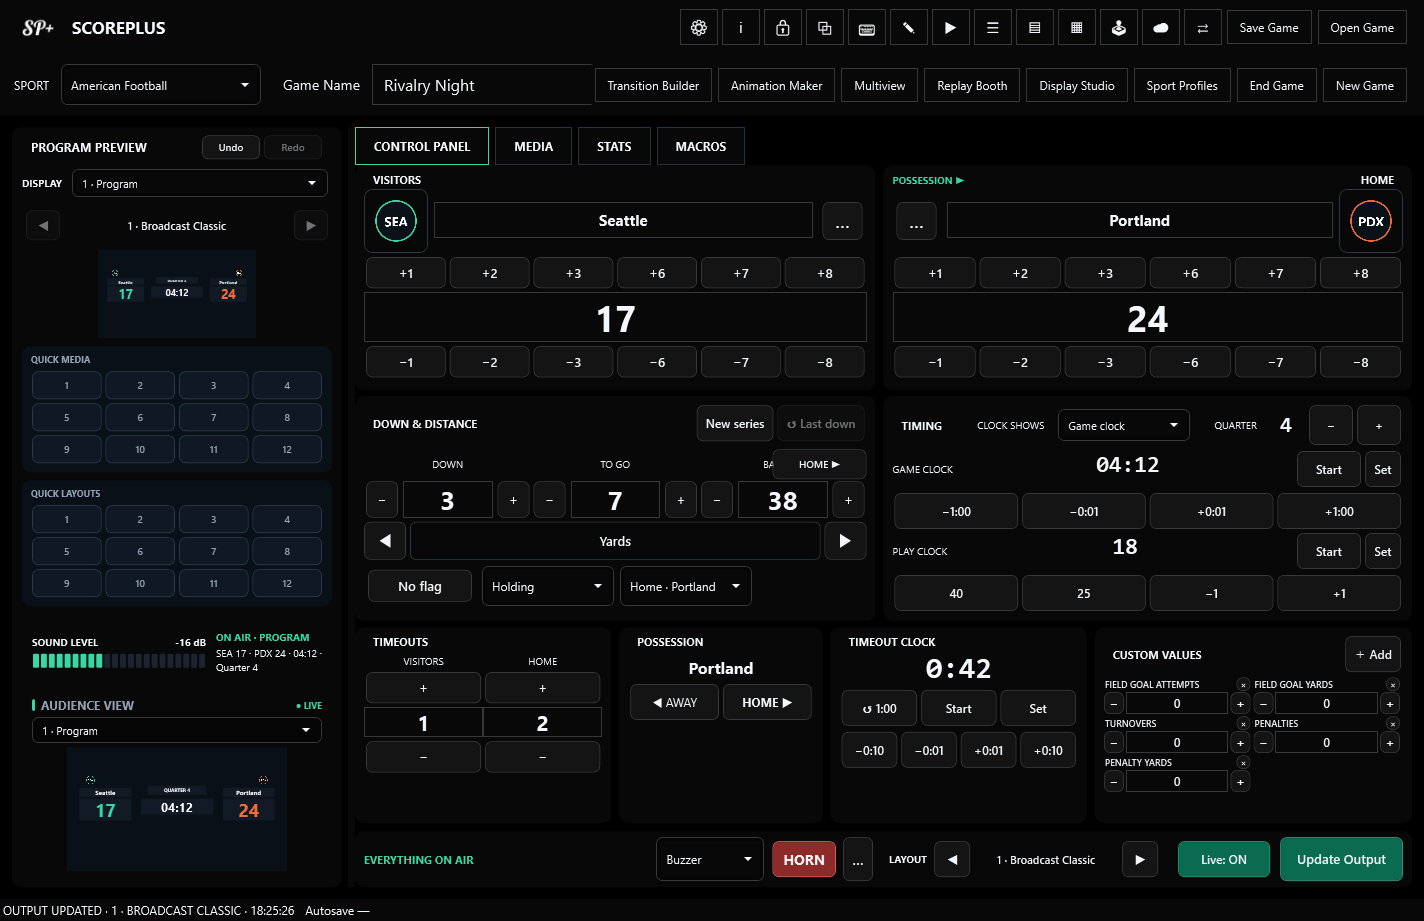 SP+ SCOREPLUS
i
Save Game Open Game
SPORT American Football Game Name Rivalry Night Transition Builder Animation Maker Multiview Replay Booth Display Studio Sport Profiles End Game New Game
PROGRAM PREVIEW Undo Redo
DISPLAY 1 · Program
◀ 1 · Broadcast Classic ▶
Seattle QUARTER 4 Portland
17 04:12 24
QUICK MEDIA
1 2 3 4
5 6 7 8
9 10 11 12
QUICK LAYOUTS
1 2 3 4
5 6 7 8
9 10 11 12
SOUND LEVEL -16 dB
ON AIR · PROGRAM
SEA 17 · PDX 24 · 04:12 ·
Quarter 4
AUDIENCE VIEW • LIVE
1 · Program
Seattle QUARTER 4 Portland
17 04:12 24
CONTROL PANEL MEDIA STATS MACROS
VISITORS
SEA Seattle ...
+1 +2 +3 +6 +7 +8
17
−1 −2 −3 −6 −7 −8
POSSESSION ▶ HOME
... Portland PDX
+1 +2 +3 +6 +7 +8
24
−1 −2 −3 −6 −7 −8
DOWN & DISTANCE New series ↺ Last down
DOWN TO GO BA HOME ▶
− 3 + − 7 + − 38 +
◀ Yards ▶
No flag Holding Home · Portland
TIMING CLOCK SHOWS Game clock QUARTER 4 − +
GAME CLOCK 04:12 Start Set
−1:00 −0:01 +0:01 +1:00
PLAY CLOCK 18 Start Set
40 25 −1 +1
TIMEOUTS
VISITORS HOME
+ +
1 2
− −
POSSESSION
Portland
◀ AWAY HOME ▶
TIMEOUT CLOCK
0:42
↺ 1:00 Start Set
−0:10 −0:01 +0:01 +0:10
CUSTOM VALUES + Add
FIELD GOAL ATTEMPTS × FIELD GOAL YARDS ×
− 0 + − 0 +
TURNOVERS × PENALTIES ×
− 0 + − 0 +
PENALTY YARDS ×
− 0 +
EVERYTHING ON AIR Buzzer HORN ... LAYOUT ◀ 1 · Broadcast Classic ▶ Live: ON Update Output
OUTPUT UPDATED · 1 · BROADCAST CLASSIC · 18:25:26 Autosave —